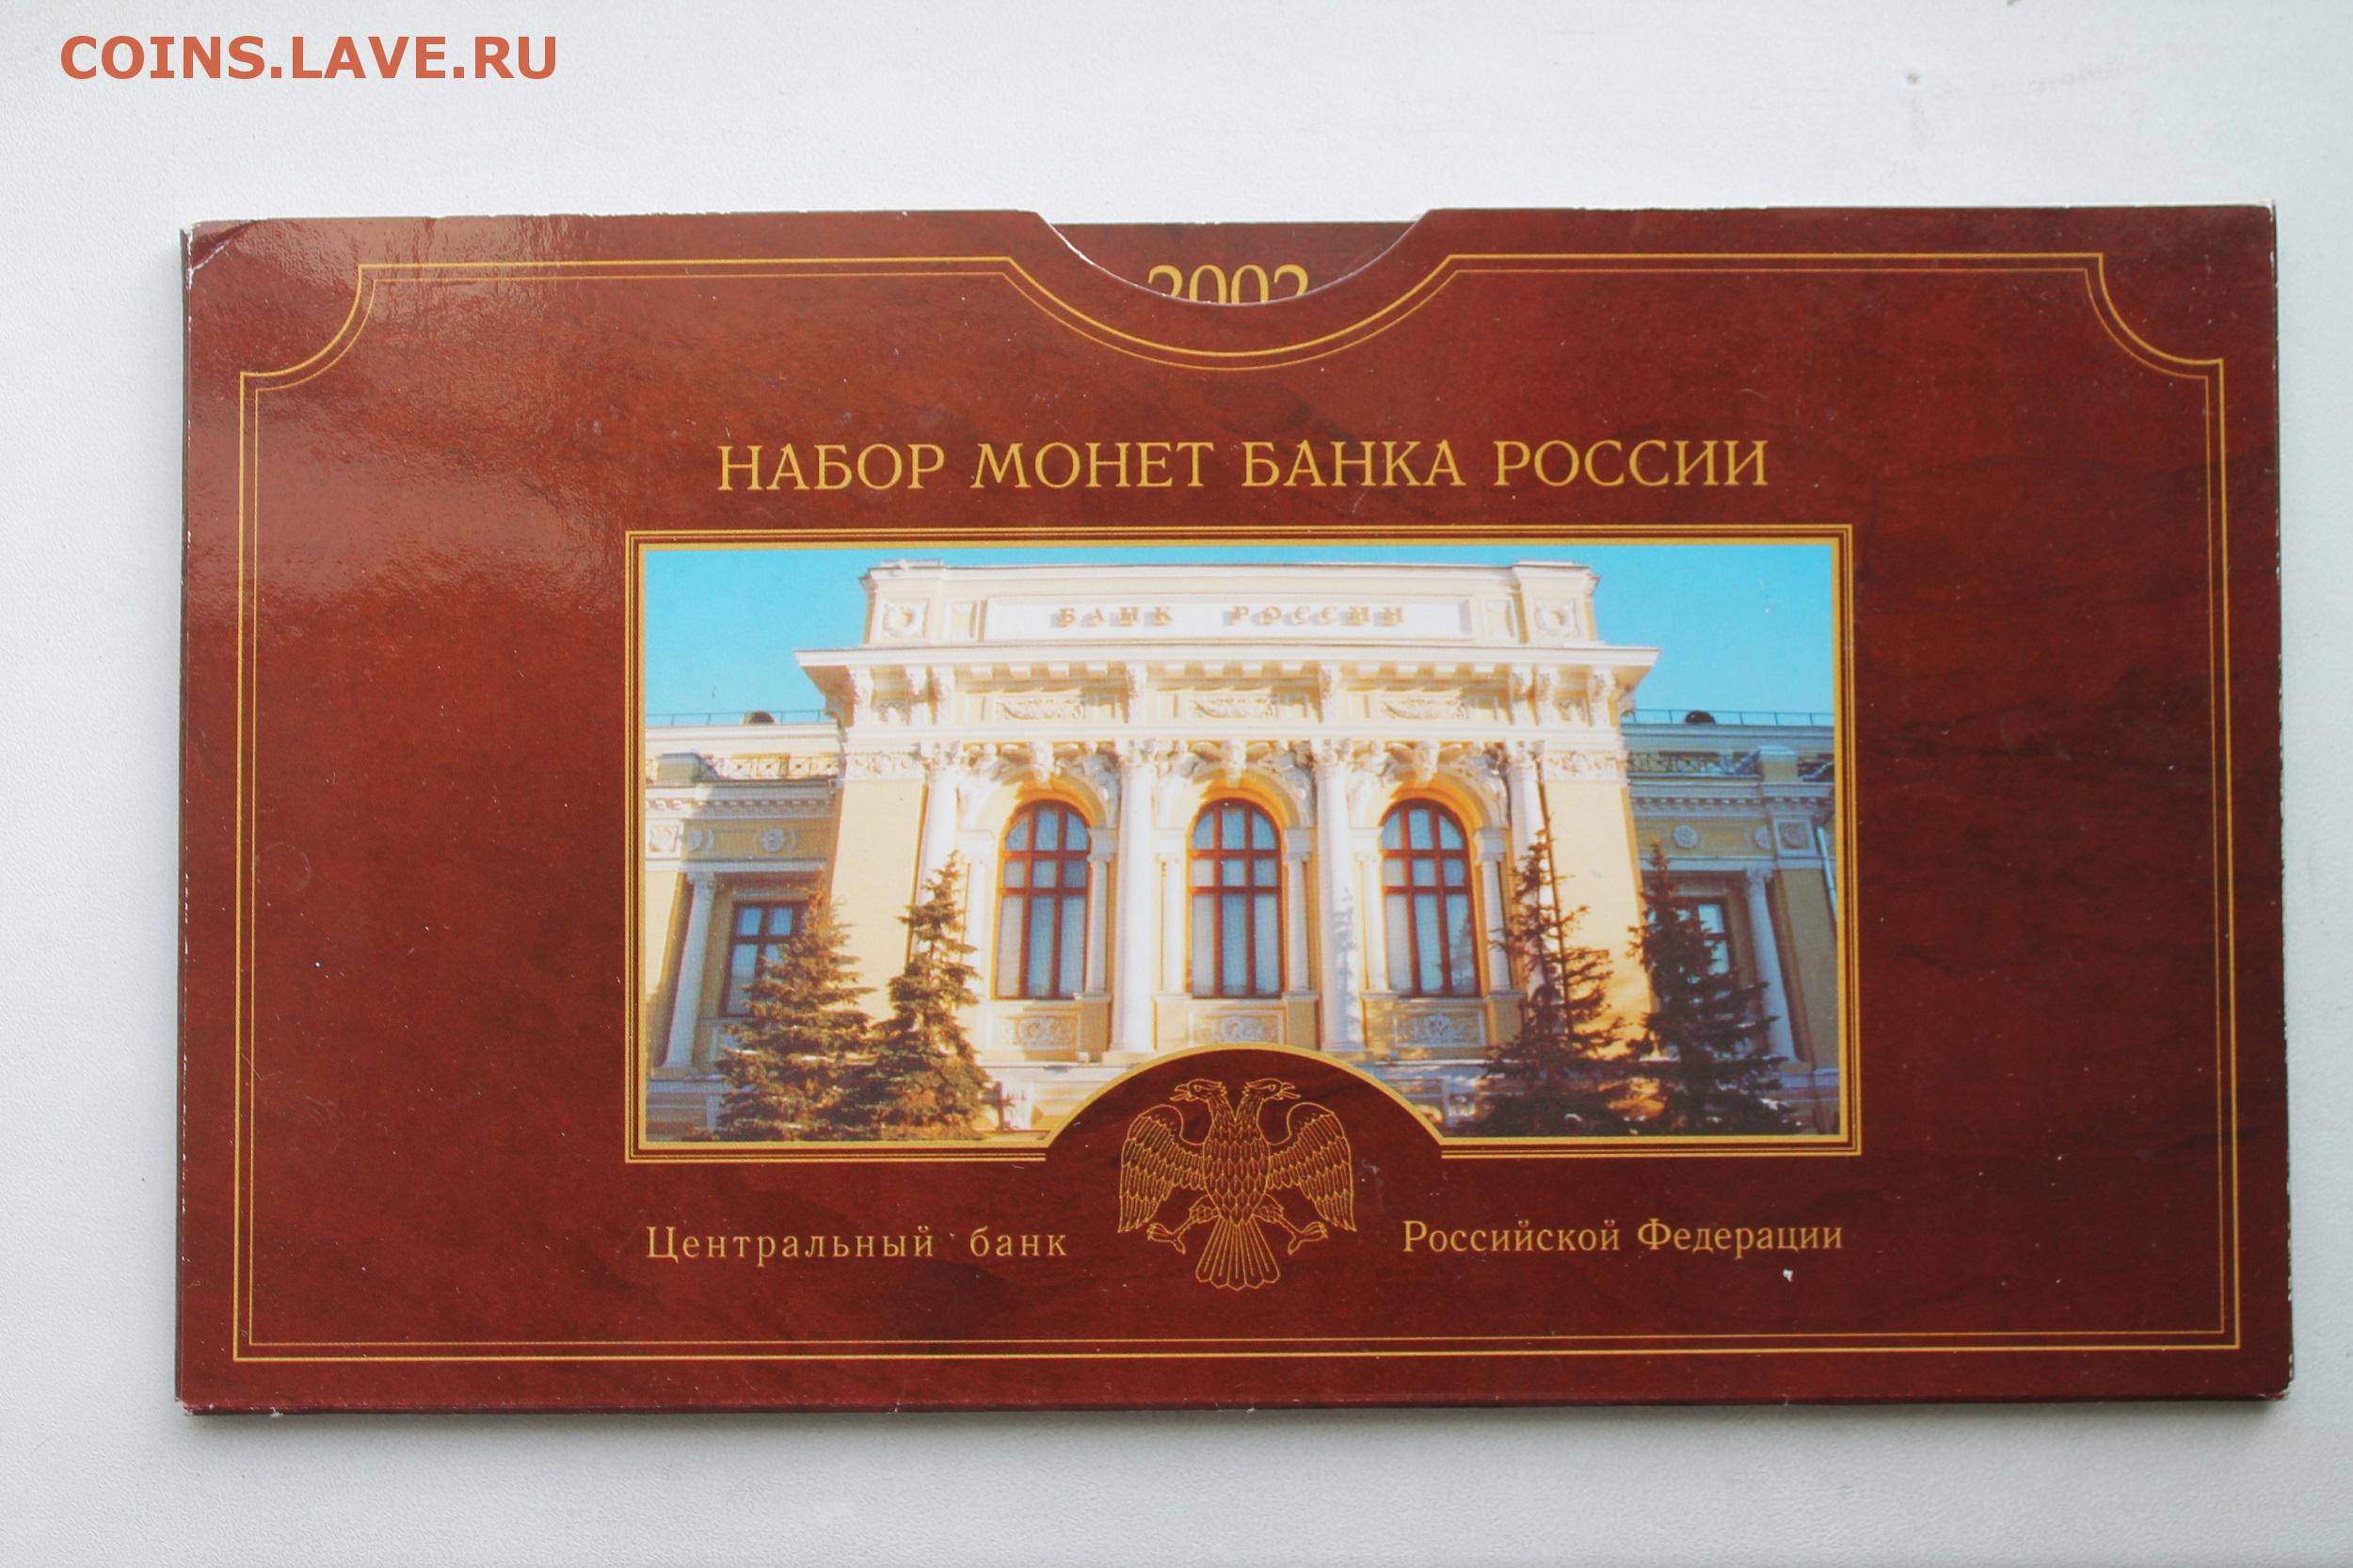 COINS.LAVE.RU
2002
НАБОР МОНЕТ БАНКА РОССИИ
БАНК РОССИИ
Центральный банк Российской Федерации